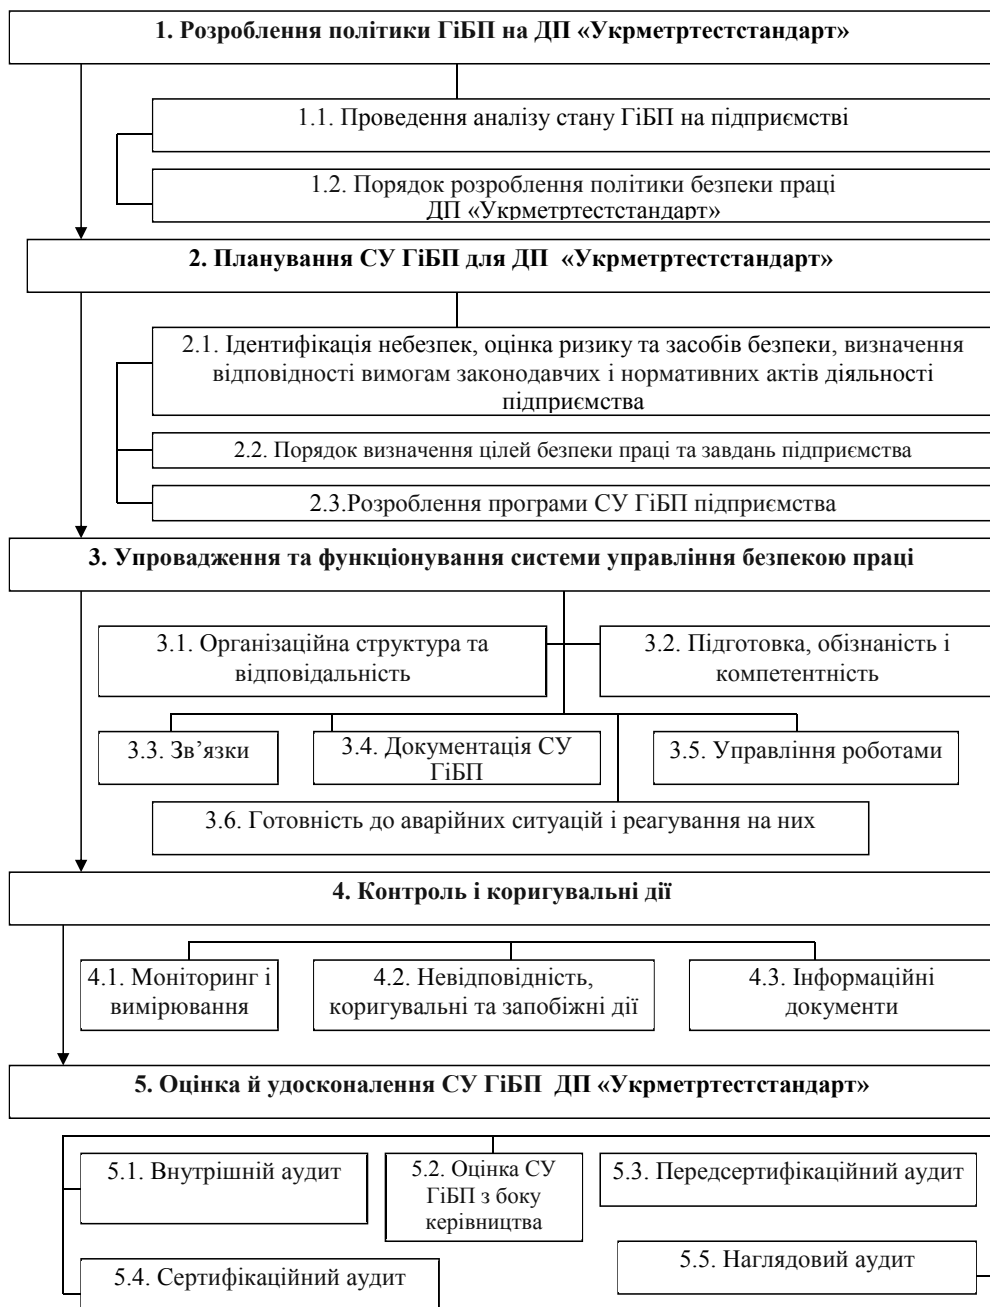 1. Розроблення політики ГіБП на ДП «Укрметртестстандарт»
1.1. Проведення аналізу стану ГіБП на підприємстві
1.2. Порядок розроблення політики безпеки праці
ДП «Укрметртестстандарт»
2. Планування СУ ГіБП для ДП «Укрметртестстандарт»
2.1. Ідентифікація небезпек, оцінка ризику та засобів безпеки, визначення
відповідності вимогам законодавчих і нормативних актів діяльності
підприємства
2.2. Порядок визначення цілей безпеки праці та завдань підприємства
2.3.Розроблення програми СУ ГіБП підприємства
3. Упровадження та функціонування системи управління безпекою праці
3.1. Організаційна структура та
відповідальність
3.2. Підготовка, обізнаність і
компетентність
3.3. Зв’язки
3.4. Документація СУ
ГіБП
3.5. Управління роботами
3.6. Готовність до аварійних ситуацій і реагування на них
4. Контроль і коригувальні дії
4.1. Моніторинг і
вимірювання
4.2. Невідповідність,
коригувальні та запобіжні дії
4.3. Інформаційні
документи
5. Оцінка й удосконалення СУ ГіБП ДП «Укрметртестстандарт»
5.1. Внутрішній аудит
5.2. Оцінка СУ
ГіБП з боку
керівництва
5.3. Передсертифікаційний аудит
5.4. Сертифікаційний аудит
5.5. Наглядовий аудит